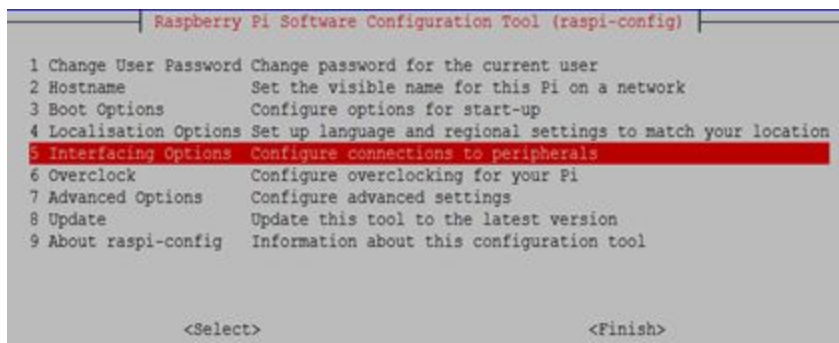 Raspberry Pi Software Configuration Tool (raspi-config)
1 Change User Password Change password for the current user
2 Hostname Set the visible name for this Pi on a network
3 Boot Options Configure options for start-up
4 Localisation Options Set up language and regional settings to match your location
5 Interfacing Options Configure connections to peripherals
6 Overclock Configure overclocking for your Pi
7 Advanced Options Configure advanced settings
8 Update Update this tool to the latest version
9 About raspi-config Information about this configuration tool
<Select> <Finish>